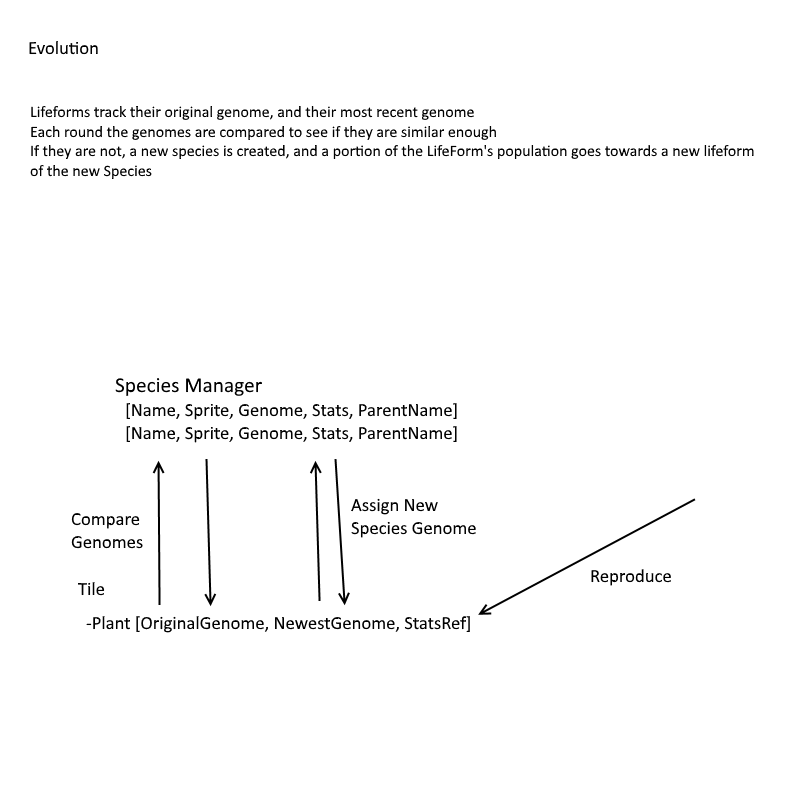 Evolution
Lifeforms track their original genome, and their most recent genome
Each round the genomes are compared to see if they are similar enough
If they are not, a new species is created, and a portion of the LifeForm's population goes towards a new lifeform
of the new Species
Species Manager
[Name, Sprite, Genome, Stats, ParentName]
[Name, Sprite, Genome, Stats, ParentName]
Compare
Genomes
Assign New
Species Genome
Reproduce
Tile
-Plant [OriginalGenome, NewestGenome, StatsRef]